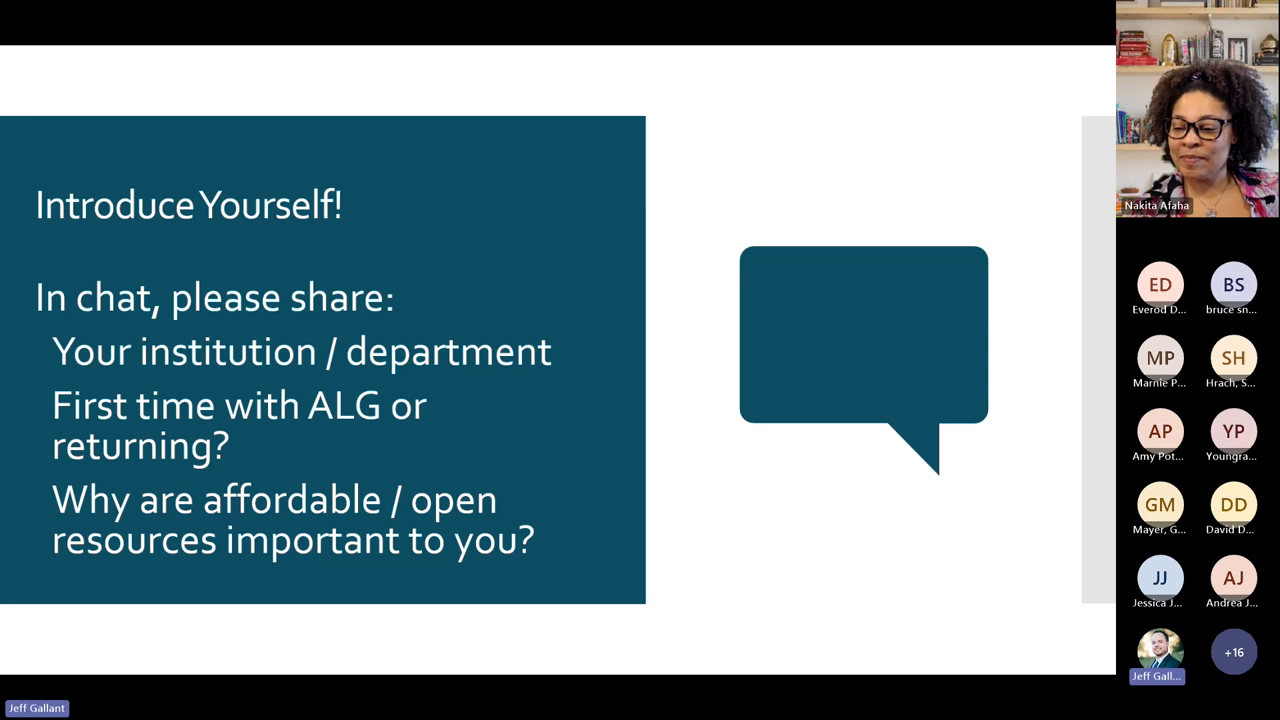 Introduce Yourself!
In chat, please share:
Your institution / department
First time with ALG or
returning?
Why are affordable / open
resources important to you?
Nakita Afaha
ED
BS
Everod D...
bruce sn...
MP
SH
Marnie P...
Hrach, S...
AP
YP
Amy Pot...
Youngra...
GM
DD
Mayer, G...
David D...
JJ
AJ
Jessica J...
Andrea J...
+16
Jeff Gall...
Jeff Gallant